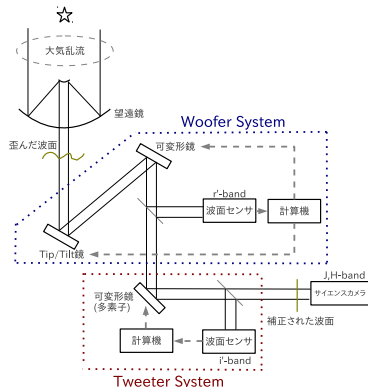 大気乱流
望遠鏡
Woofer System
歪んだ波面
可変形鏡
r'-band
波面センサ
計算機
Tip/Tilt鏡
J,H-band
可変形鏡
(多素子)
サイエンスカメラ
補正された波面
計算機
波面センサ
i'-band
Tweeter System